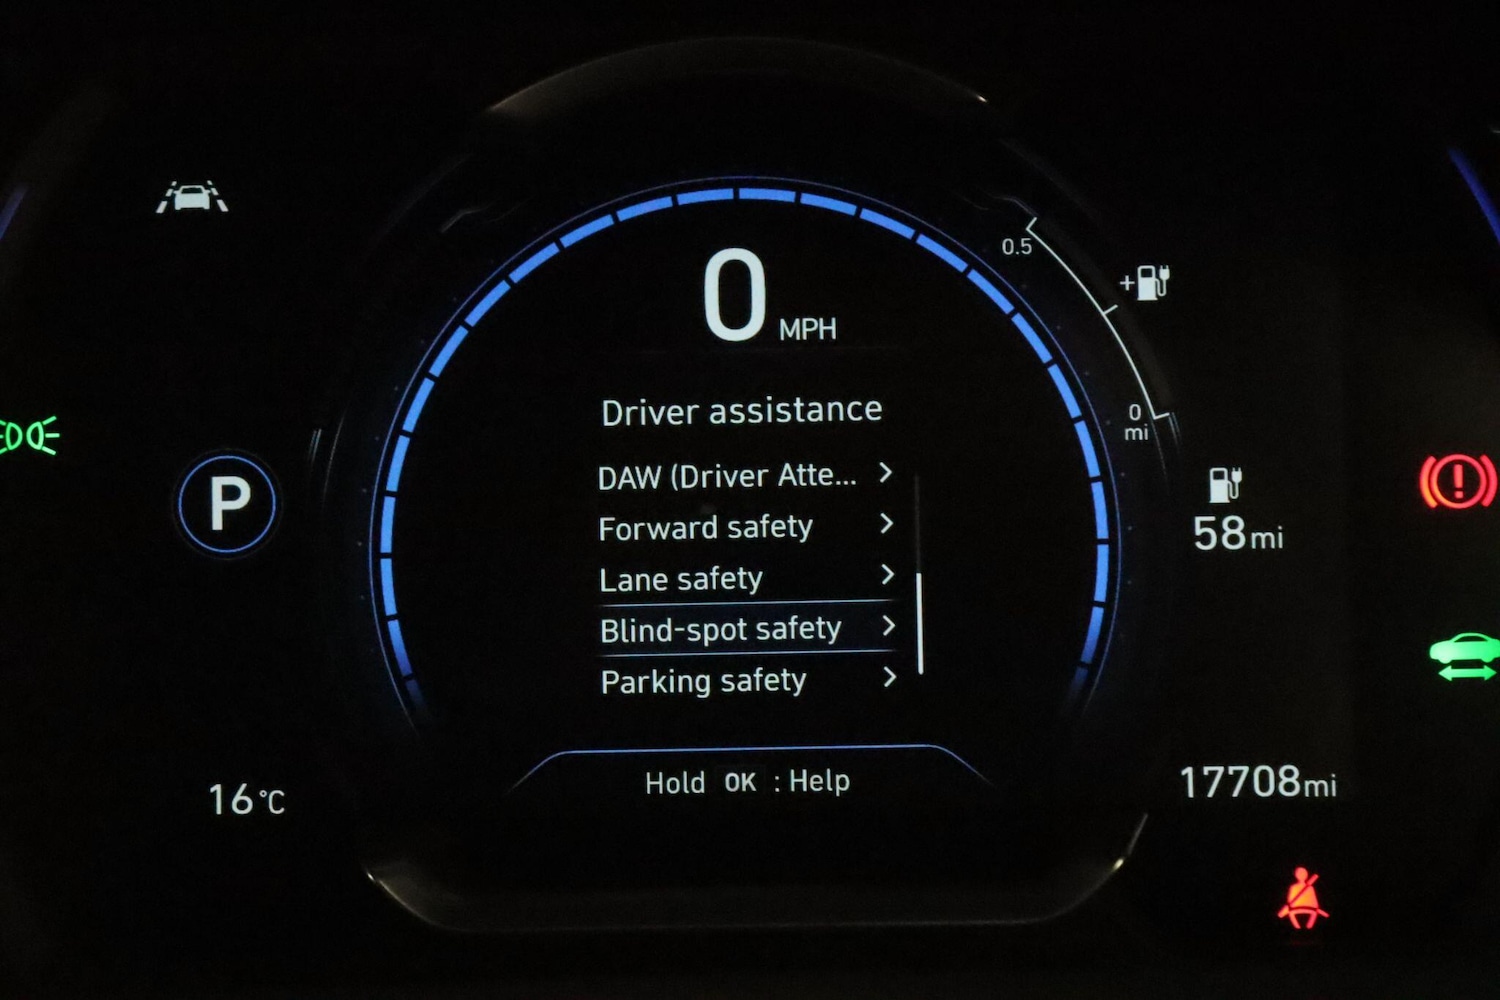 0 MPH
0.5
Driver assistance
0
mi
DAW (Driver Atte...
Forward safety
P
58mi
Lane safety
Blind-spot safety
Parking safety
16°C
Hold OK : Help
17708mi